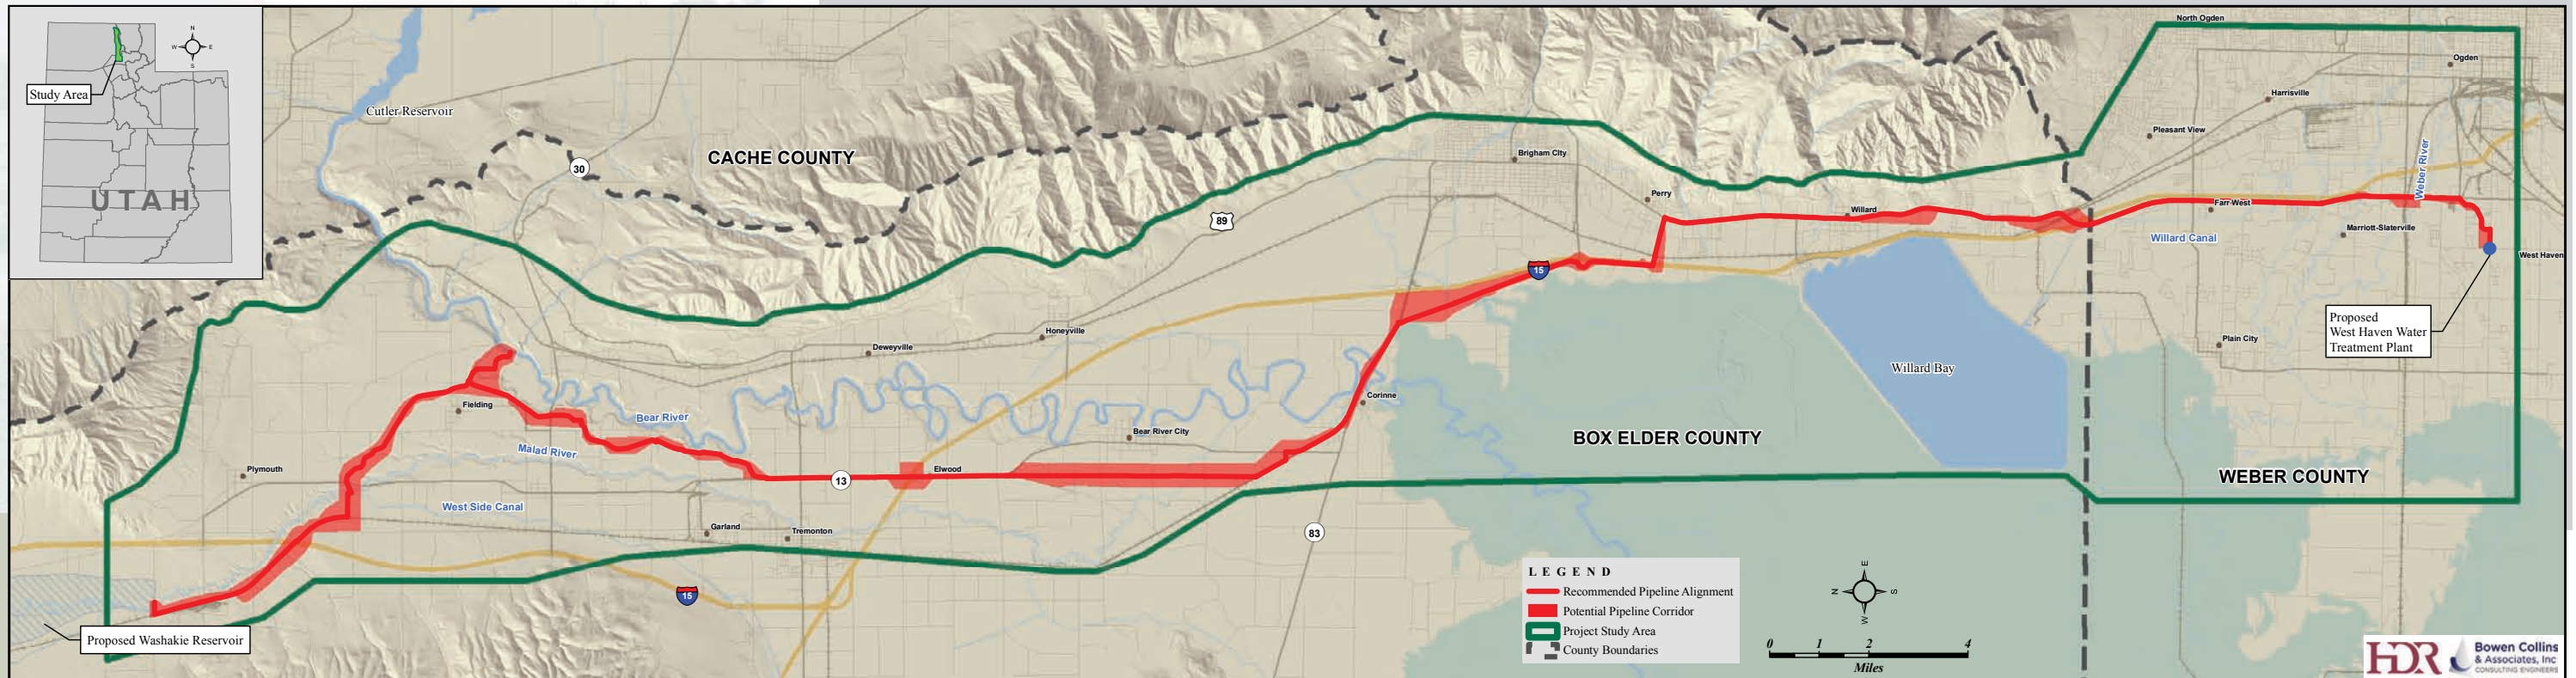 N
W
E
S
Study Area
UTAH
Cutler Reservoir
30
CACHE COUNTY
89
Brigham City
Perry
Willard
North Ogden
Ogden
Harrisville
Pleasant View
Weber River
Farr West
Willard Canal
Marriott-Slaterville
West Haven
Proposed
West Haven Water
Treatment Plant
Plain City
Willard Bay
15
Honeyville
Deweyville
Corinne
Bear River
Fielding
Bear River City
Malad River
Plymouth
13
Elwood
BOX ELDER COUNTY
WEBER COUNTY
West Side Canal
Garland
Tremonton
83
15
Proposed Washakie Reservoir
LEGEND
Recommended Pipeline Alignment
Potential Pipeline Corridor
Project Study Area
County Boundaries
E
N
S
W
0 1 2 4
Miles
HDR
Bowen Collins
& Associates, Inc
CONSULTING ENGINEERS